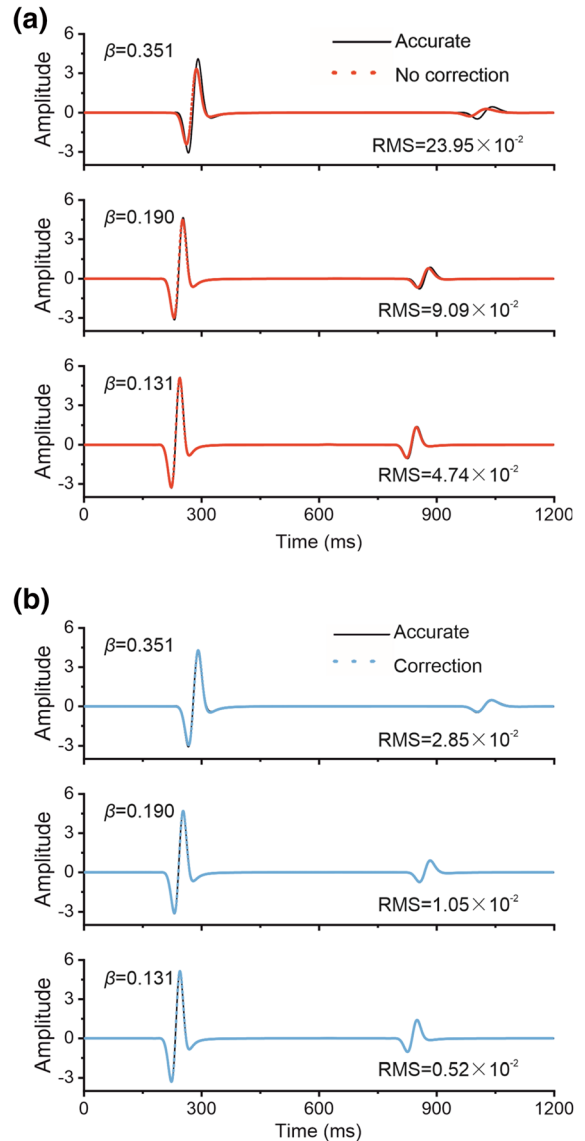 (a)
6
β=0.351
Accurate
3
No correction
0
-3
RMS=23.95×10⁻²
Amplitude
6
β=0.190
3
0
-3
RMS=9.09×10⁻²
Amplitude
6
β=0.131
3
0
-3
RMS=4.74×10⁻²
Amplitude
0 300 600 900 1200
Time (ms)
(b)
6
β=0.351
Accurate
3
Correction
0
-3
RMS=2.85×10⁻²
Amplitude
6
β=0.190
3
0
-3
RMS=1.05×10⁻²
Amplitude
6
β=0.131
3
0
-3
RMS=0.52×10⁻²
Amplitude
0 300 600 900 1200
Time (ms)